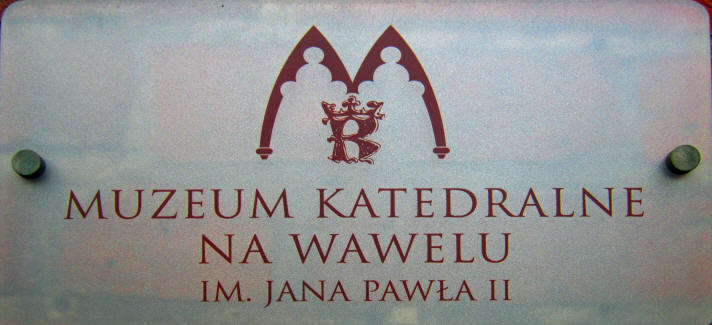 R
MUZEUM KATEDRALNE
NA WAWELU
IM. JANA PAWŁA II